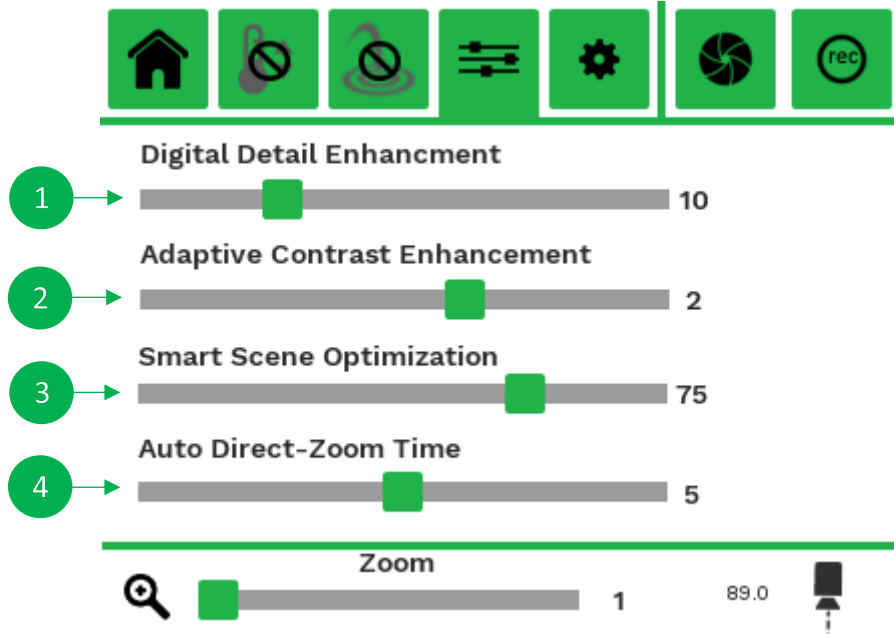 rec
Digital Detail Enhancment
1
10
Adaptive Contrast Enhancement
2
2
Smart Scene Optimization
3
75
Auto Direct-Zoom Time
4
5
Zoom
1
89.0